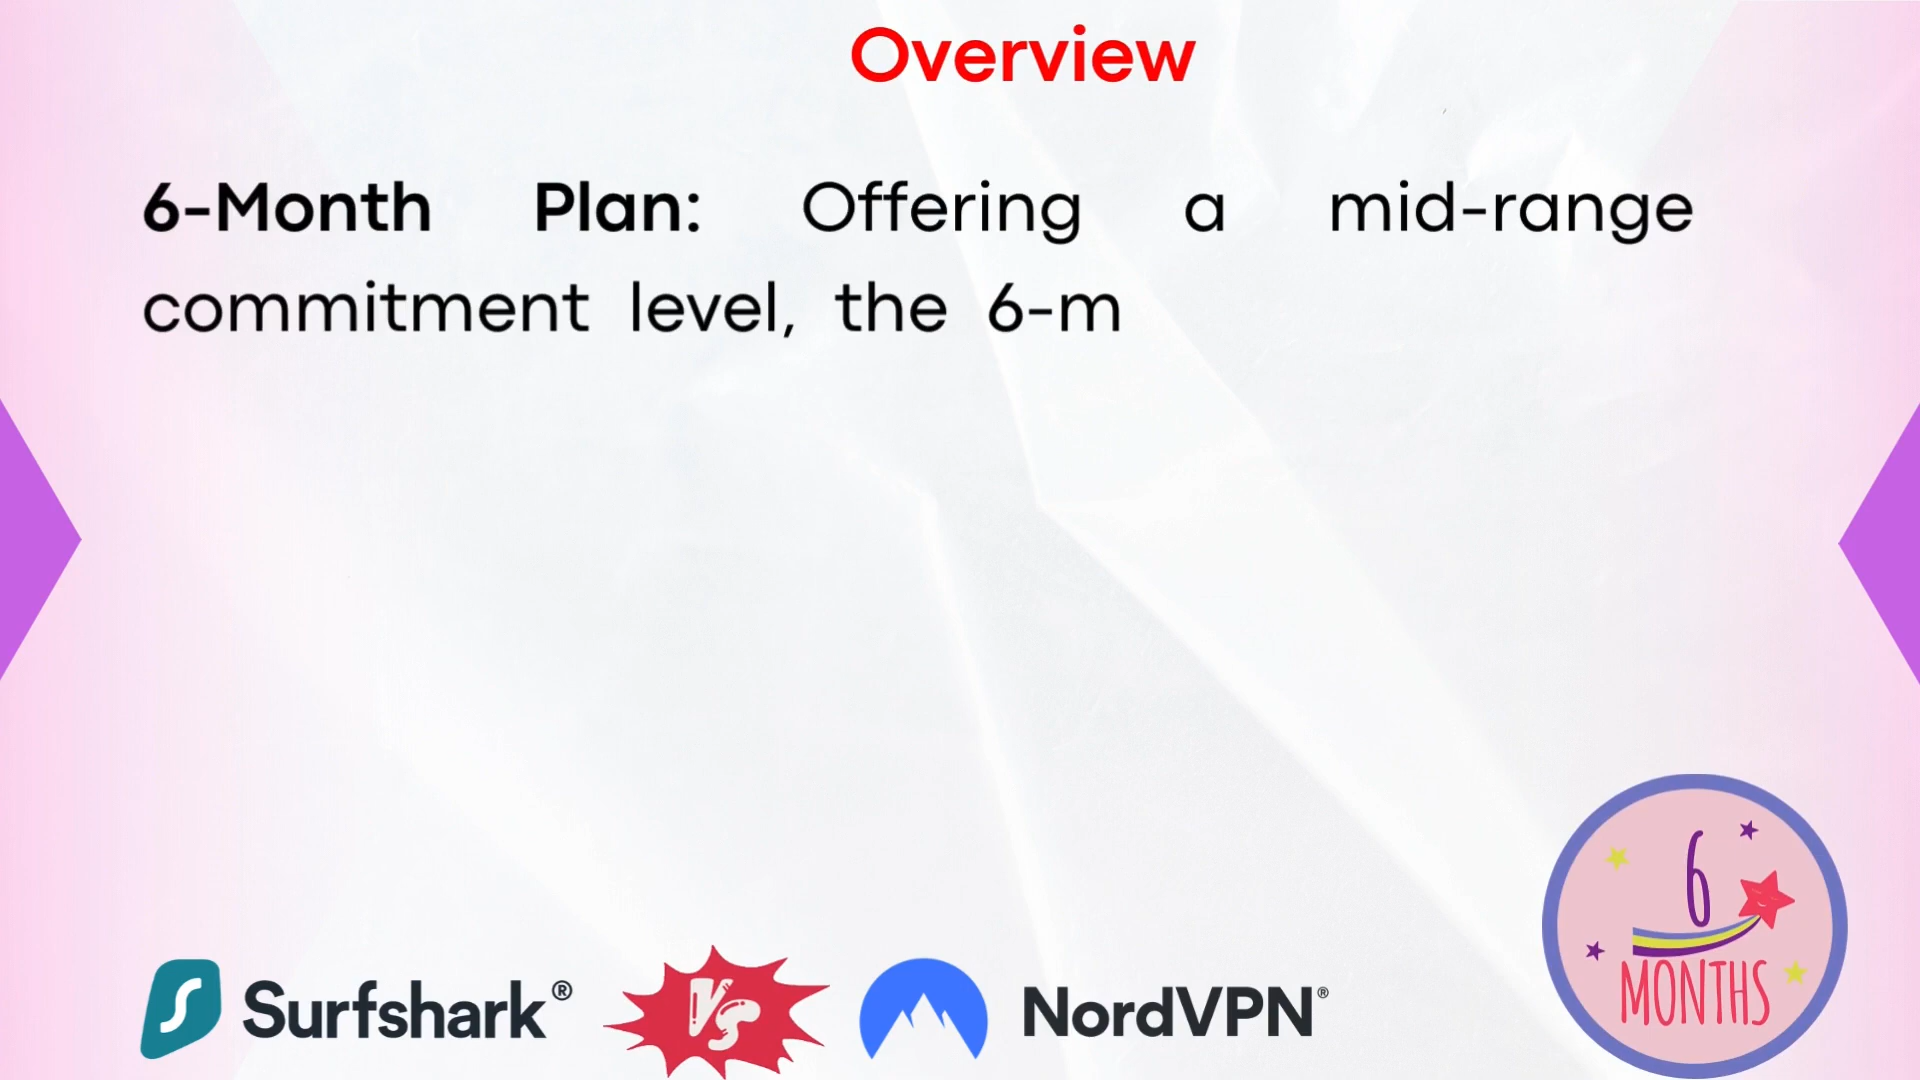 Overview
6-Month Plan: Offering a mid-range
commitment level, the 6-m
Surfshark®
VS
NordVPN®
6
MONTHS